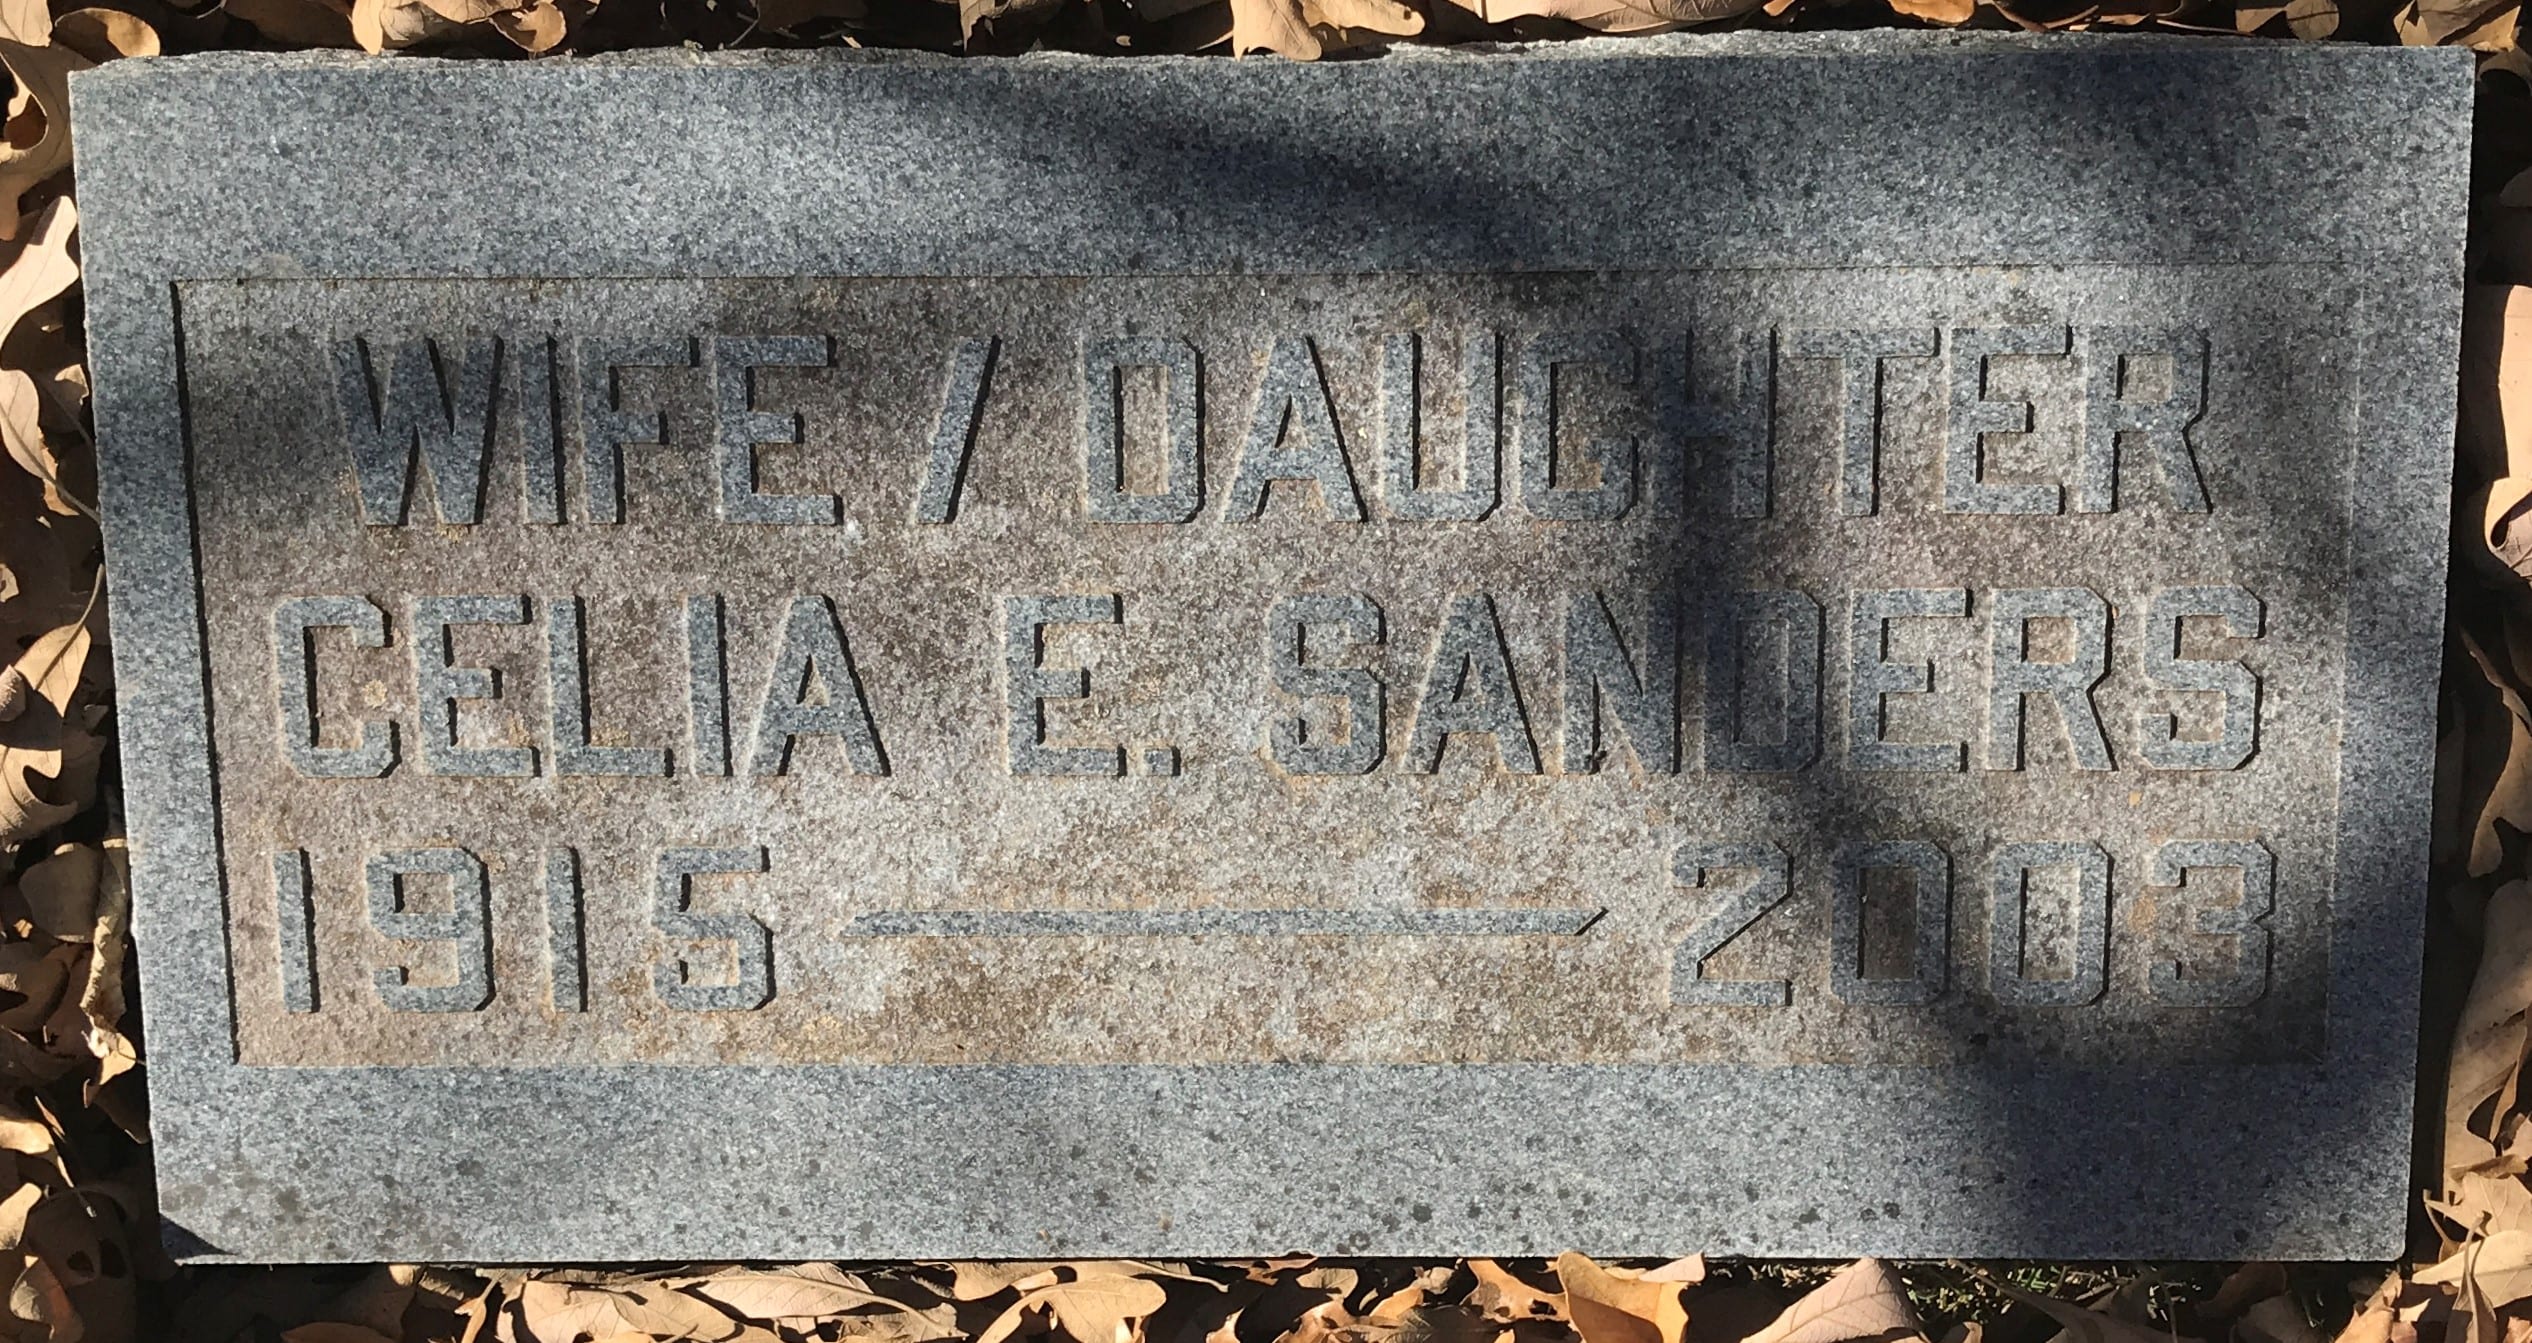 WIFE / DAUGHTER
CELIA E. SANDERS
1915 — 2003